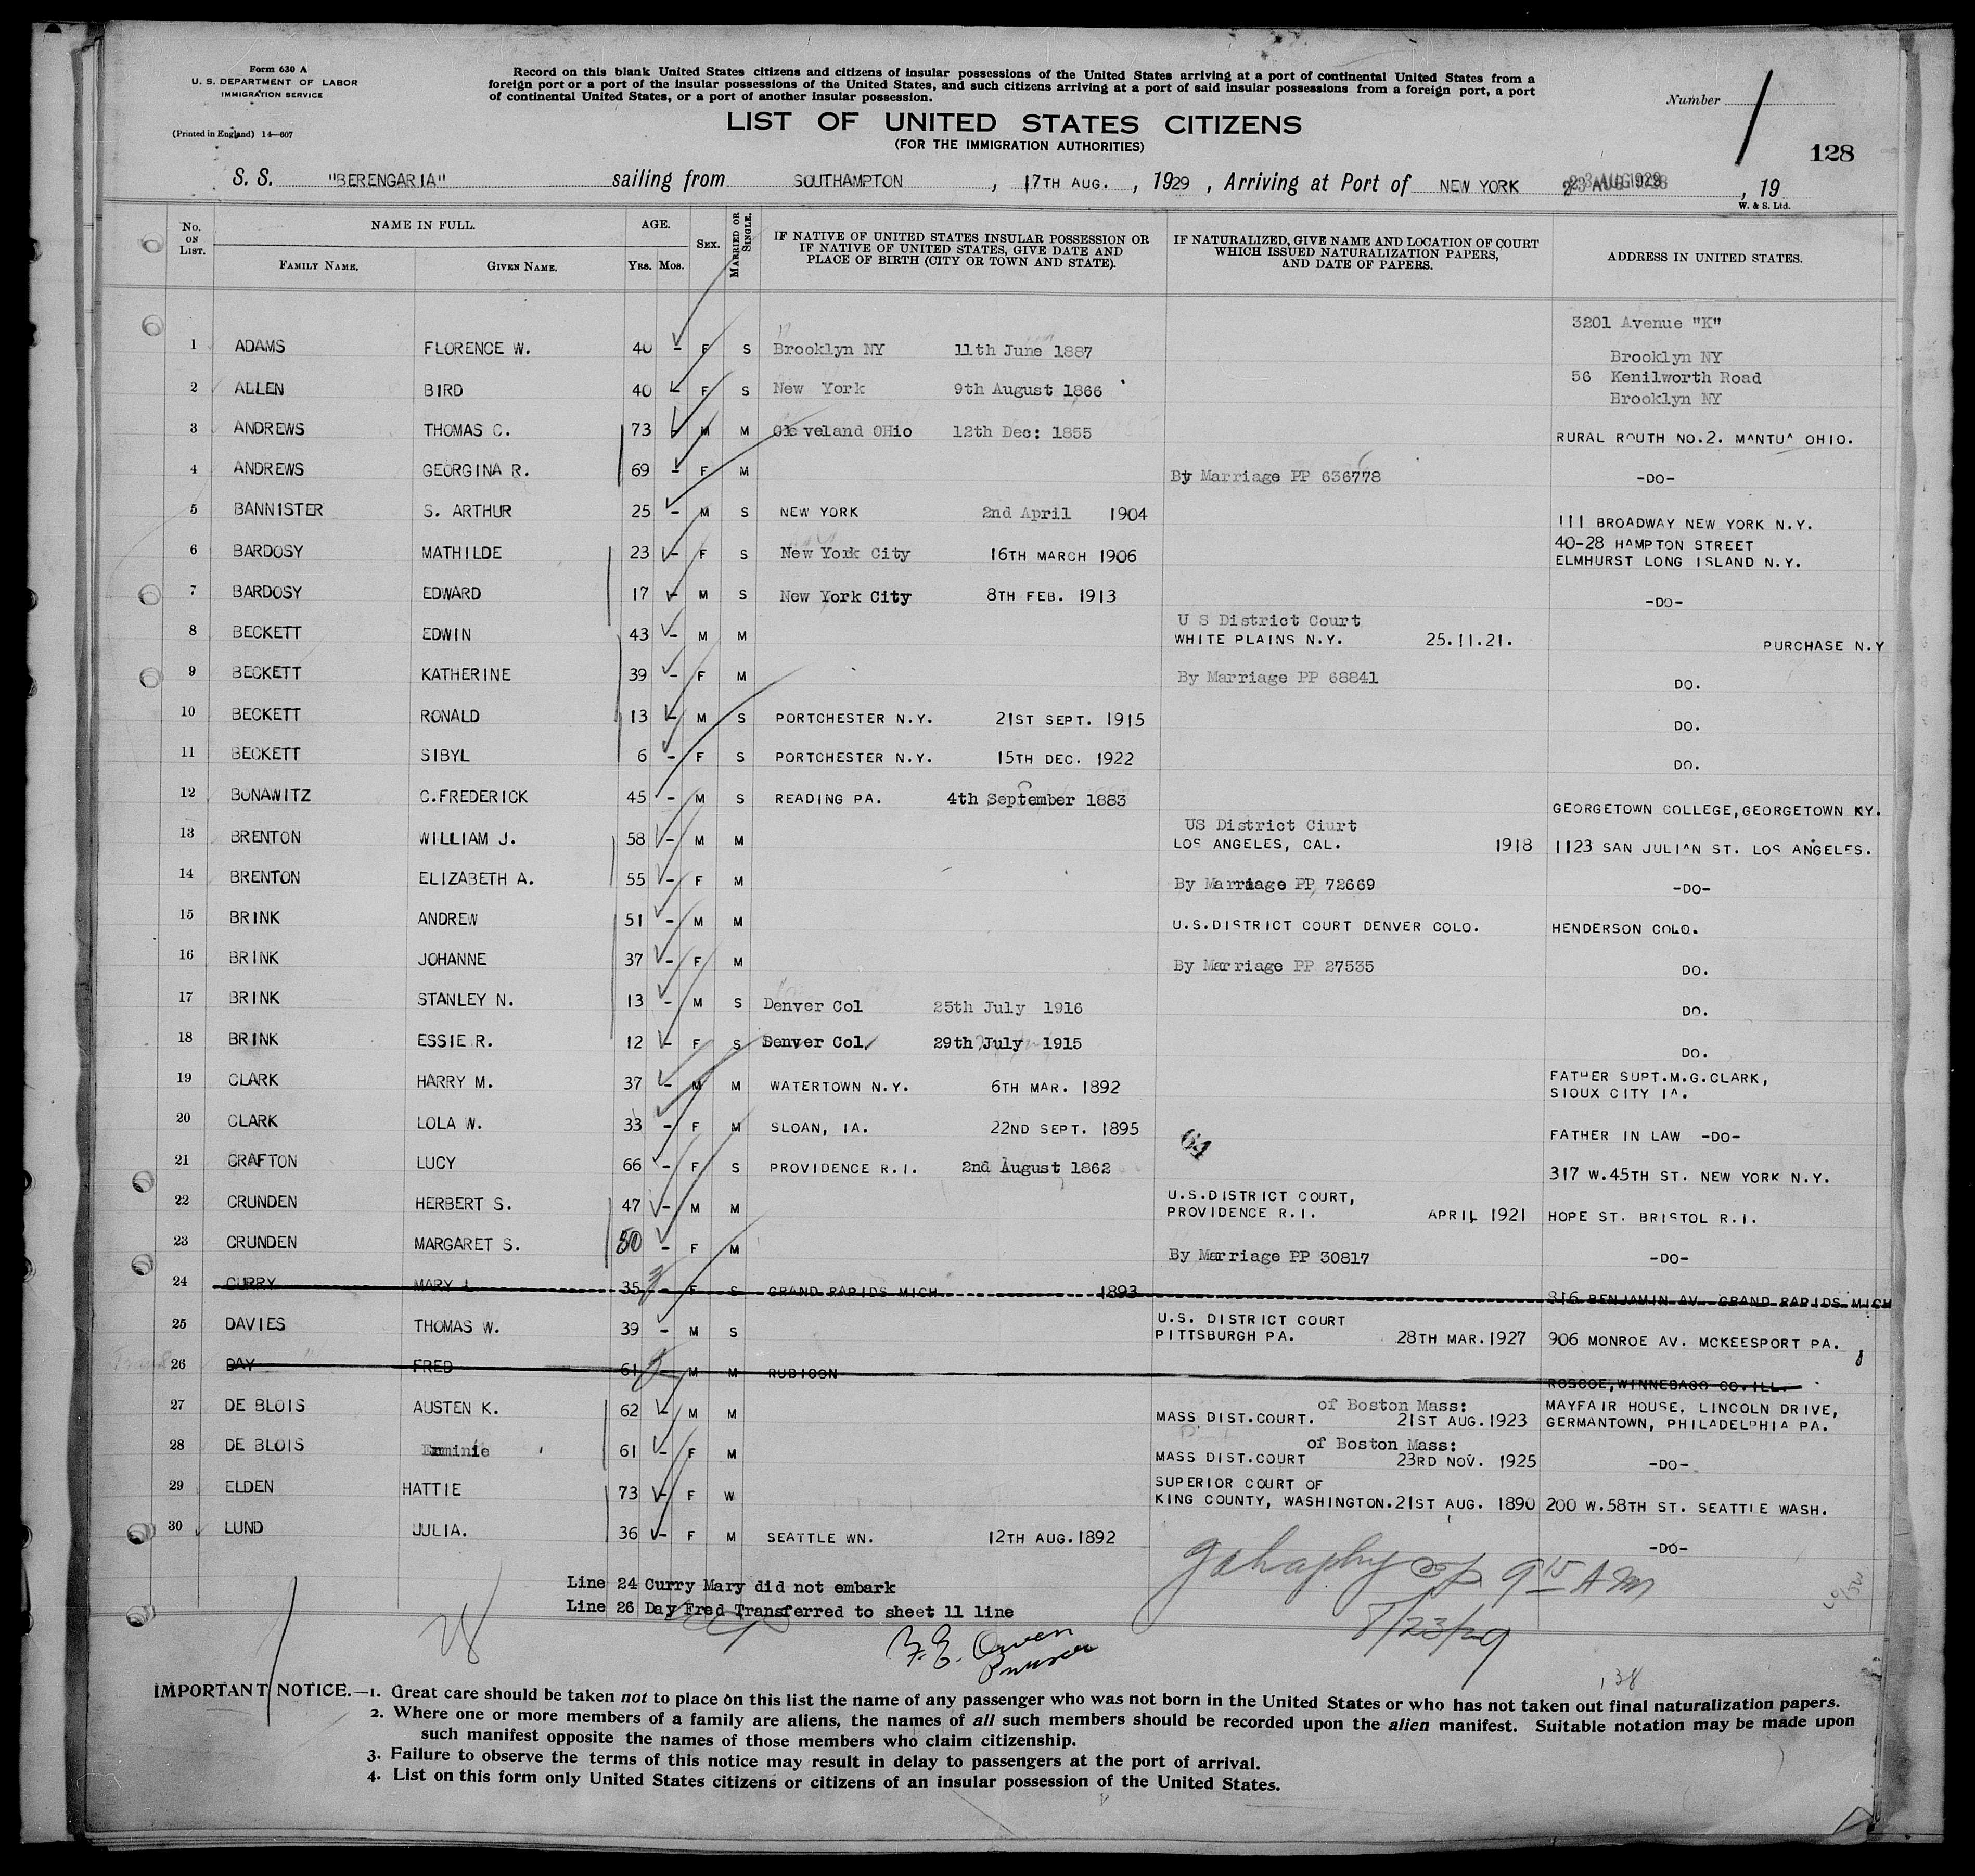 Form 630 A
U. S. DEPARTMENT OF LABOR
IMMIGRATION SERVICE
(Printed in England) 14—607
Record on this blank United States citizens and citizens of insular possessions of the United States arriving at a port of continental United States from a
foreign port or a port of the insular possessions of the United States, and such citizens arriving at a port of said insular possessions from a foreign port, a port
of continental United States, or a port of another insular possession.
LIST OF UNITED STATES CITIZENS
(FOR THE IMMIGRATION AUTHORITIES)
Number
128
S. S. "BERENGARIA" sailing from SOUTHAMPTON, 17TH AUG., 1929, Arriving at Port of NEW YORK 23 AUG 1929, 19
W. & S. Ltd.
No. ON LIST. NAME IN FULL. FAMILY NAME. GIVEN NAME. AGE. Yrs. Mos. SEX. MARRIED OR SINGLE. IF NATIVE OF UNITED STATES INSULAR POSSESSION OR IF NATIVE OF UNITED STATES, GIVE DATE AND PLACE OF BIRTH (CITY OR TOWN AND STATE). IF NATURALIZED, GIVE NAME AND LOCATION OF COURT WHICH ISSUED NATURALIZATION PAPERS, AND DATE OF PAPERS. ADDRESS IN UNITED STATES.
3201 Avenue "K"
1 ADAMS FLORENCE W. 40 - F S Brooklyn NY 11th June 1887 Brooklyn NY
56 Kenilworth Road
2 ALLEN BIRD 40 - F S New York 9th August 1866 Brooklyn NY
3 ANDREWS THOMAS C. 73 - M M Cleveland OHio 12th Dec: 1855 RURAL ROUTH NO.2. MANTUA OHIO.
4 ANDREWS GEORGINA R. 69 - F M By Marriage PP 636778 -DO-
5 BANNISTER S. ARTHUR 25 - M S NEW YORK 2nd April 1904 111 BROADWAY NEW YORK N.Y.
6 BARDOSY MATHILDE 23 - F S New York City 16TH MARCH 1906 40-28 HAMPTON STREET
ELMHURST LONG ISLAND N.Y.
7 BARDOSY EDWARD 17 - M S New York City 8TH FEB. 1913 -DO-
U S District Court
8 BECKETT EDWIN 43 - M M WHITE PLAINS N.Y. 25.11.21. PURCHASE N.Y
9 BECKETT KATHERINE 39 - F M By Marriage PP 68841 DO.
10 BECKETT RONALD 13 - M S PORTCHESTER N.Y. 21ST SEPT. 1915 DO.
11 BECKETT SIBYL 6 - F S PORTCHESTER N.Y. 15TH DEC. 1922 DO.
12 BONAWITZ C.FREDERICK 45 - M S READING PA. 4th September 1883 GEORGETOWN COLLEGE,GEORGETOWN KY.
US District Ciurt
13 BRENTON WILLIAM J. 58 - M M LOS ANGELES, CAL. 1918 1123 SAN JULIAN ST. LOS ANGELES.
14 BRENTON ELIZABETH A. 55 - F M By Marriage PP 72669 -DO-
15 BRINK ANDREW 51 - M M U.S.DISTRICT COURT DENVER COLO. HENDERSON COLO.
16 BRINK JOHANNE 37 - F M By Marriage PP 27535 DO.
17 BRINK STANLEY N. 13 - M S Denver Col 25th July 1916 DO.
18 BRINK ESSIE R. 12 - F S Denver Col 29th July 1915 DO.
19 CLARK HARRY M. 37 - M M WATERTOWN N.Y. 6TH MAR. 1892 FATHER SUPT.M.G.CLARK,
SIOUX CITY IA.
20 CLARK LOLA W. 33 - F M SLOAN, IA. 22ND SEPT. 1895 FATHER IN LAW -DO-
64
21 CRAFTON LUCY 66 - F S PROVIDENCE R.I. 2nd August 1862 317 W.45TH ST. NEW YORK N.Y.
U.S.DISTRICT COURT,
22 CRUNDEN HERBERT S. 47 - M M PROVIDENCE R.I. APRIL 1921 HOPE ST. BRISTOL R.I.
23 CRUNDEN MARGARET S. 50 - F M By Marriage PP 30817 -DO-
24 CURRY MARY L 35 - F S GRAND RAPIDS MICH 1893 816 BENJAMIN AV. GRAND RAPIDS MICH
U.S. DISTRICT COURT
25 DAVIES THOMAS W. 39 - M S PITTSBURGH PA. 28TH MAR.1927 906 MONROE AV. MCKEESPORT PA.
26 DAY FRED 61 - M M RUBICON ROSCOE,WINNEBAGO CO.ILL.
of Boston Mass:
27 DE BLOIS AUSTEN K. 62 - M M MASS DIST.COURT. 21ST AUG.1923 MAYFAIR HOUSE, LINCOLN DRIVE,
GERMANTOWN, PHILADELPHIA PA.
of Boston Mass:
28 DE BLOIS Erminie 61 - F M MASS DIST.COURT 23RD NOV. 1925 -DO-
SUPERIOR COURT OF
29 ELDEN HATTIE 73 - F W KING COUNTY, WASHINGTON.21ST AUG. 1890 200 W.58TH ST. SEATTLE WASH.
30 LUND JULIA. 36 - F M SEATTLE WN. 12TH AUG.1892 -DO-
Line 24 Curry Mary did not embark
Line 26 Day Fred Transferred to sheet 11 line
9 15 AM
8/23/29
28
F. E. Owen
Purser
138
IMPORTANT NOTICE.—1. Great care should be taken not to place on this list the name of any passenger who was not born in the United States or who has not taken out final naturalization papers.
2. Where one or more members of a family are aliens, the names of all such members should be recorded upon the alien manifest. Suitable notation may be made upon
such manifest opposite the names of those members who claim citizenship.
3. Failure to observe the terms of this notice may result in delay to passengers at the port of arrival.
4. List on this form only United States citizens or citizens of an insular possession of the United States.